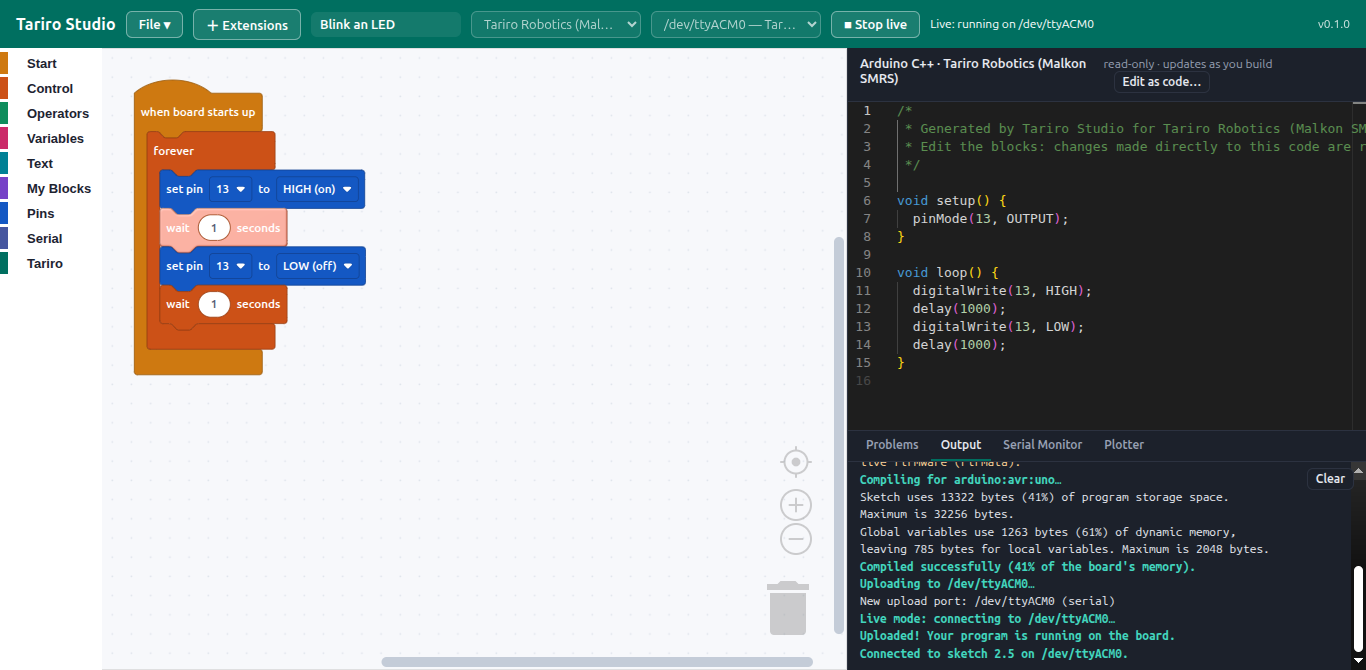 Tariro Studio
File ▾
+ Extensions
Blink an LED
Tariro Robotics (Mal...
/dev/ttyACM0 — Tar...
■ Stop live
Live: running on /dev/ttyACM0
v0.1.0
Start
Control
Operators
Variables
Text
My Blocks
Pins
Serial
Tariro
when board starts up
forever
set pin 13 to HIGH (on)
wait 1 seconds
set pin 13 to LOW (off)
wait 1 seconds
Arduino C++ · Tariro Robotics (Malkon SMRS)
read-only · updates as you build
Edit as code...
1 /*
2 * Generated by Tariro Studio for Tariro Robotics (Malkon SM
3 * Edit the blocks: changes made directly to this code are r
4 */
5
6 void setup() {
7 pinMode(13, OUTPUT);
8 }
9
10 void loop() {
11 digitalWrite(13, HIGH);
12 delay(1000);
13 digitalWrite(13, LOW);
14 delay(1000);
15 }
16
Problems
Output
Serial Monitor
Plotter
Clear
live firmware (Firmata).
Compiling for arduino:avr:uno…
Sketch uses 13322 bytes (41%) of program storage space.
Maximum is 32256 bytes.
Global variables use 1263 bytes (61%) of dynamic memory,
leaving 785 bytes for local variables. Maximum is 2048 bytes.
Compiled successfully (41% of the board's memory).
Uploading to /dev/ttyACM0…
New upload port: /dev/ttyACM0 (serial)
Live mode: connecting to /dev/ttyACM0…
Uploaded! Your program is running on the board.
Connected to sketch 2.5 on /dev/ttyACM0.